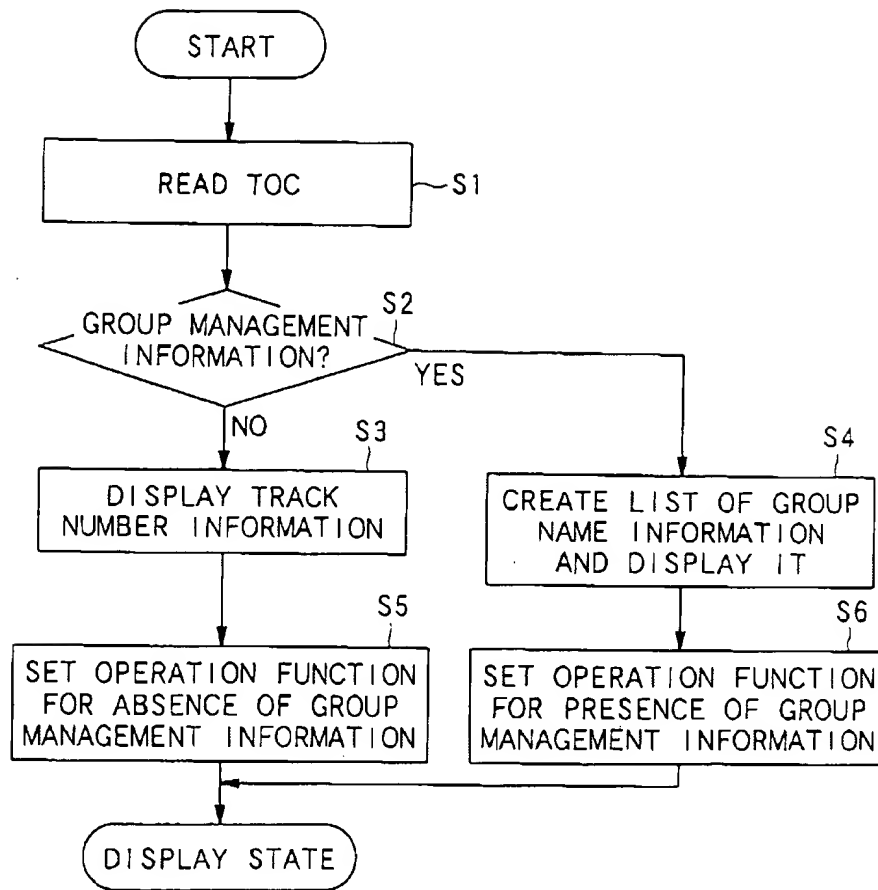 START
READ TOC
S1
GROUP MANAGEMENT
INFORMATION?
S2
YES
NO
S3
DISPLAY TRACK
NUMBER INFORMATION
S4
CREATE LIST OF GROUP
NAME INFORMATION
AND DISPLAY IT
S5
SET OPERATION FUNCTION
FOR ABSENCE OF GROUP
MANAGEMENT INFORMATION
S6
SET OPERATION FUNCTION
FOR PRESENCE OF GROUP
MANAGEMENT INFORMATION
DISPLAY STATE